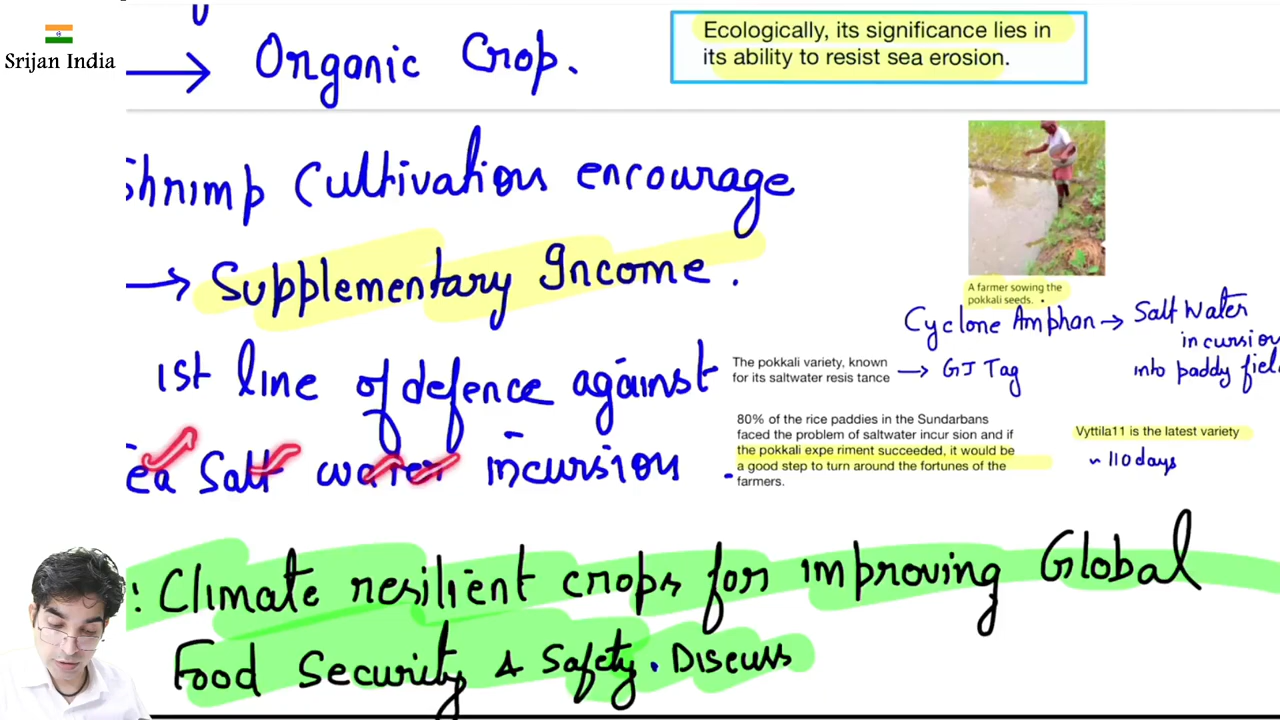 Srijan India
→ Organic Crop.
Ecologically, its significance lies in
its ability to resist sea erosion.
Shrimp Cultivations encourage
→ Supplementary Income.
A farmer sowing the
pokkali seeds.
Cyclone Amphan → Salt Water
incursion
into paddy field
1st line of defence against
Sea Salt water incursion.
The pokkali variety, known
for its saltwater resis tance
→ GI Tag
80% of the rice paddies in the Sundarbans
faced the problem of saltwater incur sion and if
the pokkali expe riment succeeded, it would be
a good step to turn around the fortunes of the
farmers.
Vyttila11 is the latest variety
~ 110 days
: Climate resilient crops for improving Global
Food Security & Safety. Discuss